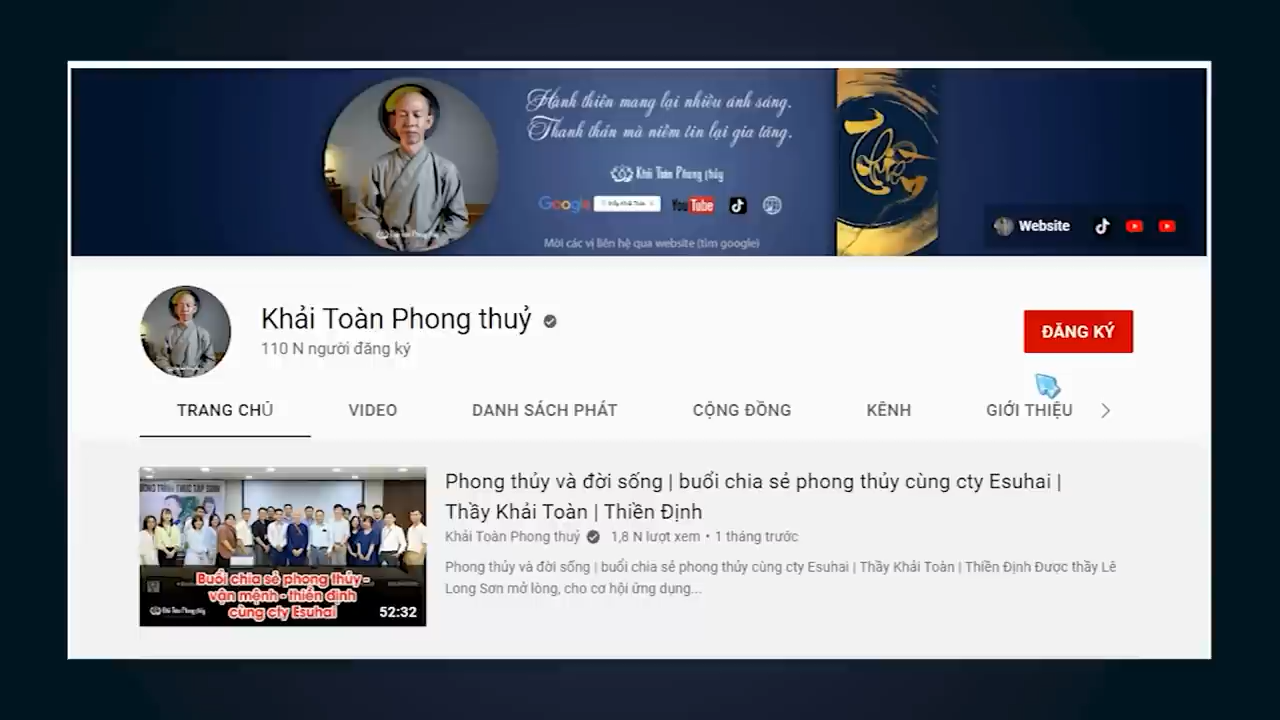 Hành thiền mang lại nhiều ánh sáng.
Thanh thản mà niềm tin lại gia tăng.
Khải Toàn Phong thủy
Google
YouTube
Mời các vị liên hệ qua website (tìm google)
Website
Khải Toàn Phong thuỷ
110 N người đăng ký
ĐĂNG KÝ
TRANG CHỦ VIDEO DANH SÁCH PHÁT CỘNG ĐỒNG KÊNH GIỚI THIỆU
Phong thủy và đời sống | buổi chia sẻ phong thủy cùng cty Esuhai |
Thầy Khải Toàn | Thiền Định
Khải Toàn Phong thuỷ 1,8 N lượt xem • 1 tháng trước
Phong thủy và đời sống | buổi chia sẻ phong thủy cùng cty Esuhai | Thầy Khải Toàn | Thiền Định Được thầy Lê
Long Sơn mở lòng, cho cơ hội ứng dụng...
Buổi chia sẻ phong thủy -
vận mệnh - thiền định
cùng cty Esuhai
Khải Toàn Phong thủy
52:32